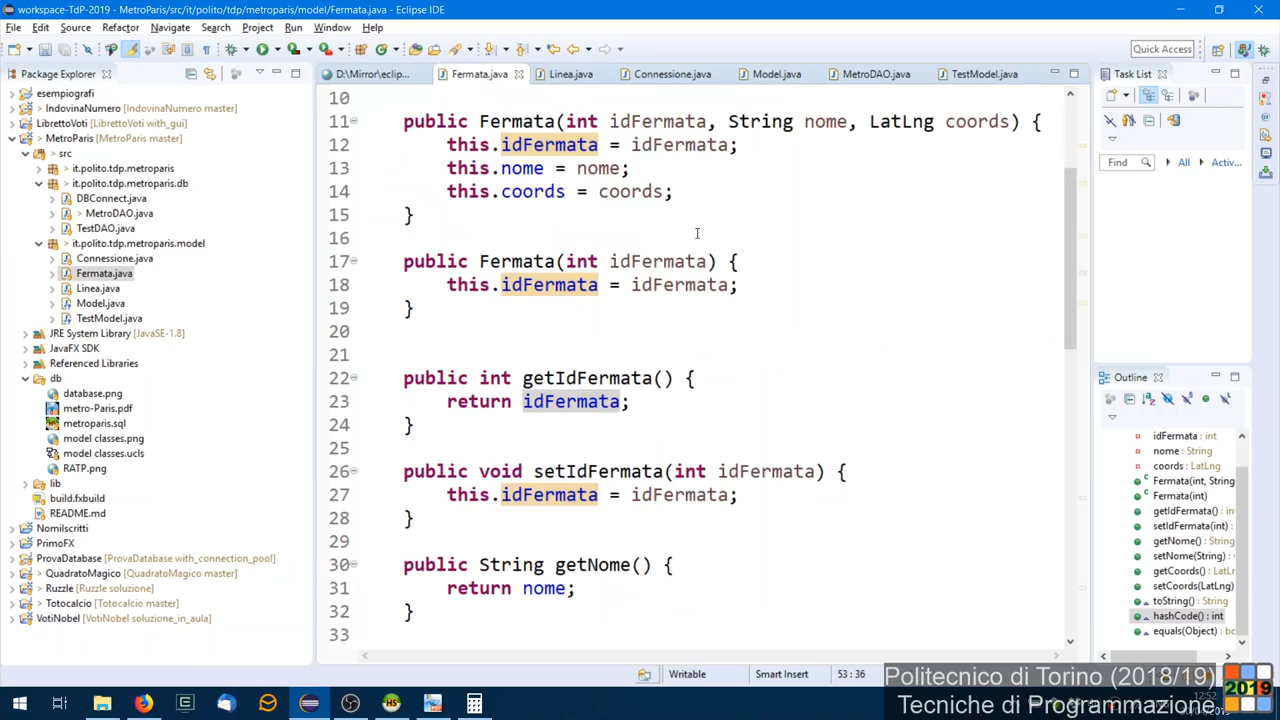 workspace-TdP-2019 - MetroParis/src/it/polito/tdp/metroparis/model/Fermata.java - Eclipse IDE
File Edit Source Refactor Navigate Search Project Run Window Help
Quick Access
Package Explorer
esempiografi
> IndovinaNumero [IndovinaNumero master]
LibrettoVoti [LibrettoVoti with_gui]
> MetroParis [MetroParis master]
src
it.polito.tdp.metroparis
> it.polito.tdp.metroparis.db
DBConnect.java
> MetroDAO.java
TestDAO.java
it.polito.tdp.metroparis.model
Connessione.java
Fermata.java
Linea.java
Model.java
TestModel.java
JRE System Library [JavaSE-1.8]
JavaFX SDK
Referenced Libraries
db
database.png
metro-Paris.pdf
metroparis.sql
model classes.png
model classes.ucls
RATP.png
lib
build.fxbuild
README.md
NomiIscritti
PrimoFX
ProvaDatabase [ProvaDatabase with_connection_pool]
> QuadratoMagico [QuadratoMagico master]
> Ruzzle [Ruzzle soluzione]
> Totocalcio [Totocalcio master]
VotiNobel [VotiNobel soluzione_in_aula]
D:\Mirror\eclip... Fermata.java Linea.java Connessione.java Model.java MetroDAO.java TestModel.java
10
11 public Fermata(int idFermata, String nome, LatLng coords) {
12 this.idFermata = idFermata;
13 this.nome = nome;
14 this.coords = coords;
15 }
16
17 public Fermata(int idFermata) {
18 this.idFermata = idFermata;
19 }
20
21
22 public int getIdFermata() {
23 return idFermata;
24 }
25
26 public void setIdFermata(int idFermata) {
27 this.idFermata = idFermata;
28 }
29
30 public String getNome() {
31 return nome;
32 }
33
Task List
Find All Activ...
Outline
idFermata : int
nome : String
coords : LatLng
Fermata(int, String
Fermata(int)
getIdFermata() : int
setIdFermata(int)
getNome() : String
setNome(String)
getCoords() : LatL
setCoords(LatLng)
toString() : String
hashCode() : int
equals(Object) : bo
Writable Smart Insert 53 : 36
Politecnico di Torino (2018/19)
Tecniche di Programmazione
2019
12:52